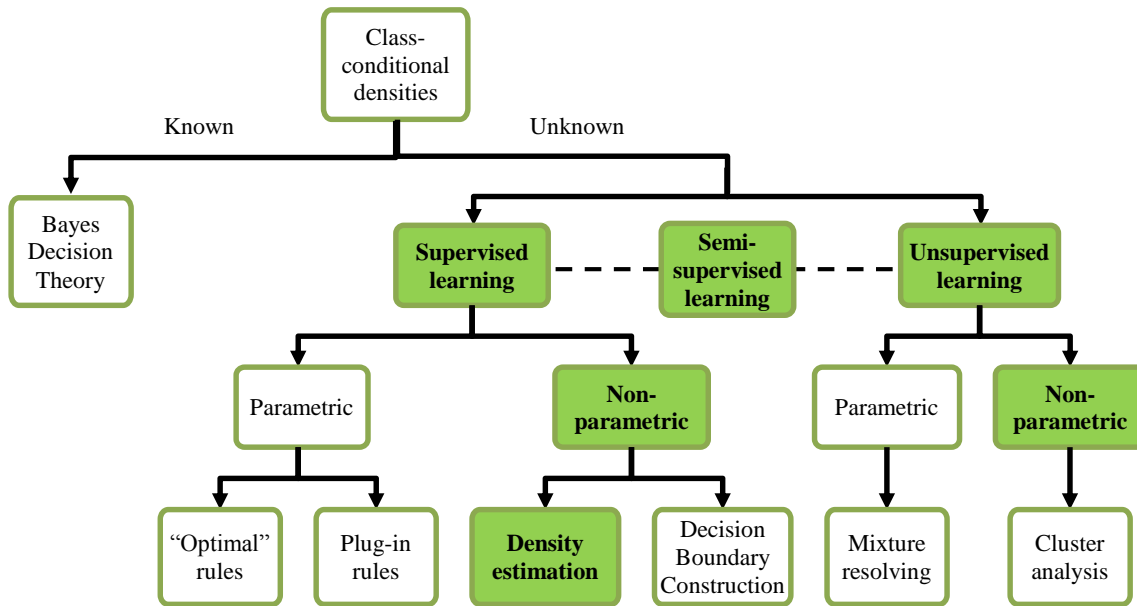 Class-
conditional
densities
Known
Unknown
Bayes
Decision
Theory
Supervised
learning
Semi-
supervised
learning
Unsupervised
learning
Parametric
Non-
parametric
Parametric
Non-
parametric
“Optimal”
rules
Plug-in
rules
Density
estimation
Decision
Boundary
Construction
Mixture
resolving
Cluster
analysis